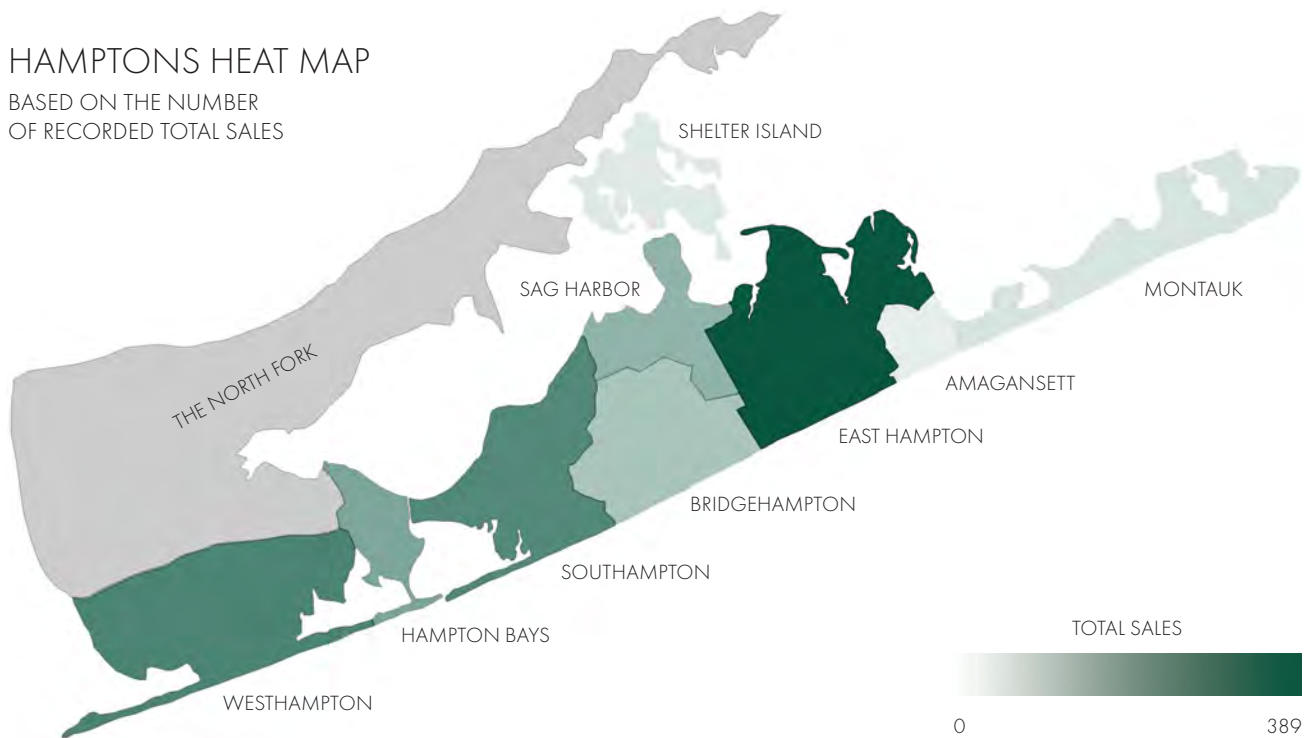 HAMPTONS HEAT MAP
BASED ON THE NUMBER
OF RECORDED TOTAL SALES
SHELTER ISLAND
SAG HARBOR
MONTAUK
THE NORTH FORK
AMAGANSETT
EAST HAMPTON
BRIDGEHAMPTON
SOUTHAMPTON
HAMPTON BAYS
WESTHAMPTON
TOTAL SALES
0
389